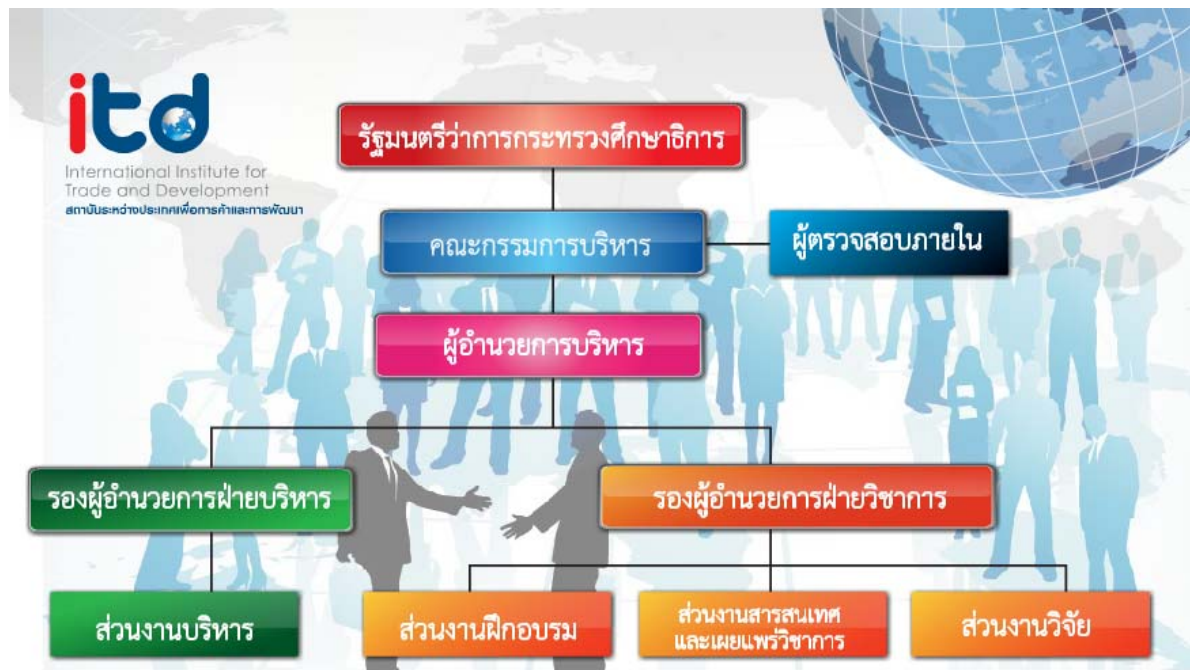 itd
International Institute for
Trade and Development
สถาบันระหว่างประเทศเพื่อการค้าและการพัฒนา
รัฐมนตรีว่าการกระทรวงศึกษาธิการ
คณะกรรมการบริหาร
ผู้ตรวจสอบภายใน
ผู้อำนวยการบริหาร
รองผู้อำนวยการฝ่ายบริหาร
รองผู้อำนวยการฝ่ายวิชาการ
ส่วนงานบริหาร
ส่วนงานฝึกอบรม
ส่วนงานสารสนเทศ
และเผยแพร่วิชาการ
ส่วนงานวิจัย